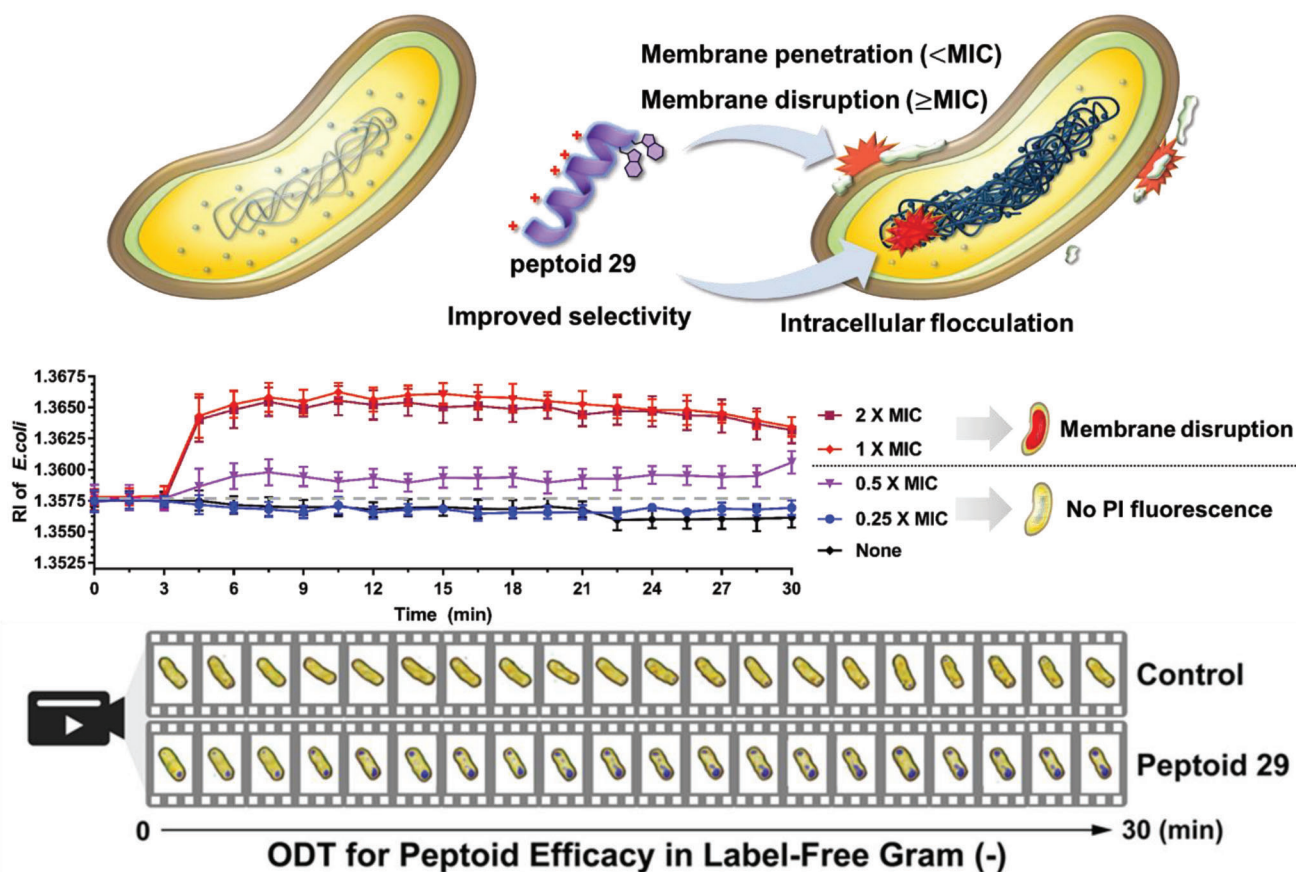 Membrane penetration (<MIC)
Membrane disruption (≥MIC)
+
+
+
+
+
peptoid 29
Improved selectivity
Intracellular flocculation
RI of E.coli
1.3675
1.3650
1.3625
1.3600
1.3575
1.3550
1.3525
0 3 6 9 12 15 18 21 24 27 30
Time (min)
2 X MIC
1 X MIC
0.5 X MIC
0.25 X MIC
None
Membrane disruption
No PI fluorescence
Control
Peptoid 29
0 30 (min)
ODT for Peptoid Efficacy in Label-Free Gram (-)